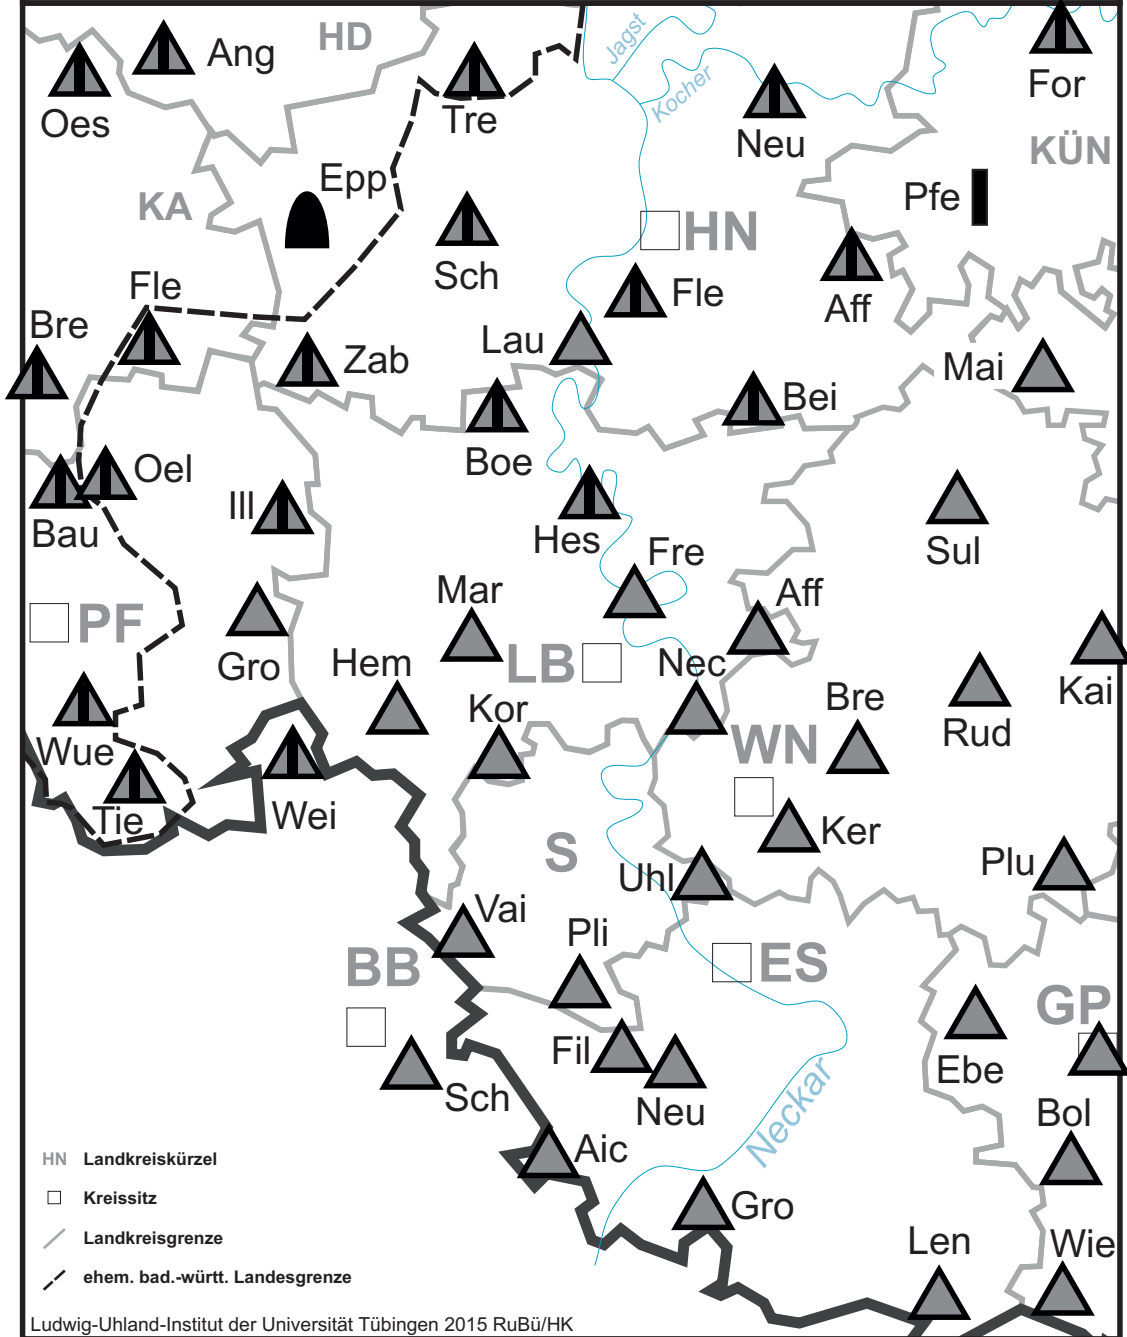 HD
Jagst
Ang
Oes
Tre
Kocher
For
Neu
KÜN
Epp
KA
Pfe
HN
Sch
Fle
Fle
Aff
Bre
Lau
Zab
Mai
Bei
Boe
Oel
Ill
Bau
Hes
Sul
Fre
Mar
Aff
PF
Gro
Hem
LB
Nec
Kai
Kor
Bre
Rud
Wue
WN
Tie
Wei
Ker
S
Uhl
Plu
Vai
Pli
BB
ES
GP
Fil
Ebe
Sch
Neu
Neckar
Bol
Aic
Gro
Len
Wie
HN Landkreiskürzel
Kreissitz
Landkreisgrenze
ehem. bad.-württ. Landesgrenze
Ludwig-Uhland-Institut der Universität Tübingen 2015 RuBü/HK